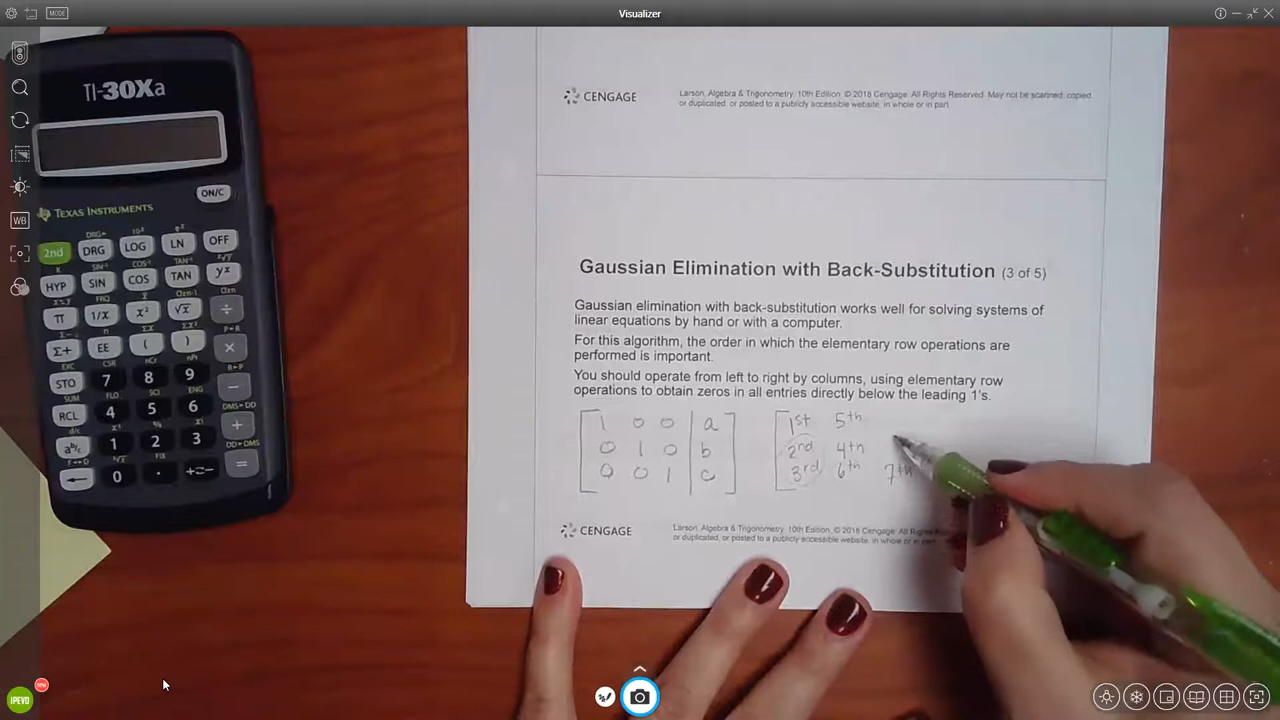 MODE
Visualizer
TI-30Xa
ON/C
TEXAS INSTRUMENTS
2nd DRG LOG LN OFF
HYP SIN COS TAN yˣ
π 1/x x² √x ÷
Σ+ EE ( ) ×
STO 7 8 9 −
RCL 4 5 6 +
aᵇ/c 1 2 3 =
0 .
WB
CENGAGE
Larson, Algebra & Trigonometry, 10th Edition. © 2018 Cengage. All Rights Reserved. May not be scanned, copied
or duplicated, or posted to a publicly accessible website, in whole or in part.
Gaussian Elimination with Back-Substitution (3 of 5)
Gaussian elimination with back-substitution works well for solving systems of
linear equations by hand or with a computer.
For this algorithm, the order in which the elementary row operations are
performed is important.
You should operate from left to right by columns, using elementary row
operations to obtain zeros in all entries directly below the leading 1's.
1 0 0 a 1st 5th
0 1 0 b 2nd 4th
0 0 1 c 3rd 6th 7th
CENGAGE
Larson, Algebra & Trigonometry, 10th Edition. © 2018 Cengage. All
or duplicated, or posted to a publicly accessible website, in whole or in part
IPEVO
new